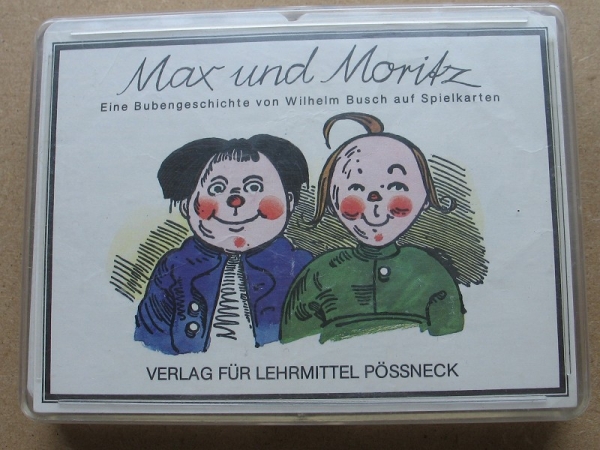 Max und Moritz
Eine Bubengeschichte von Wilhelm Busch auf Spielkarten
VERLAG FÜR LEHRMITTEL PÖSSNECK